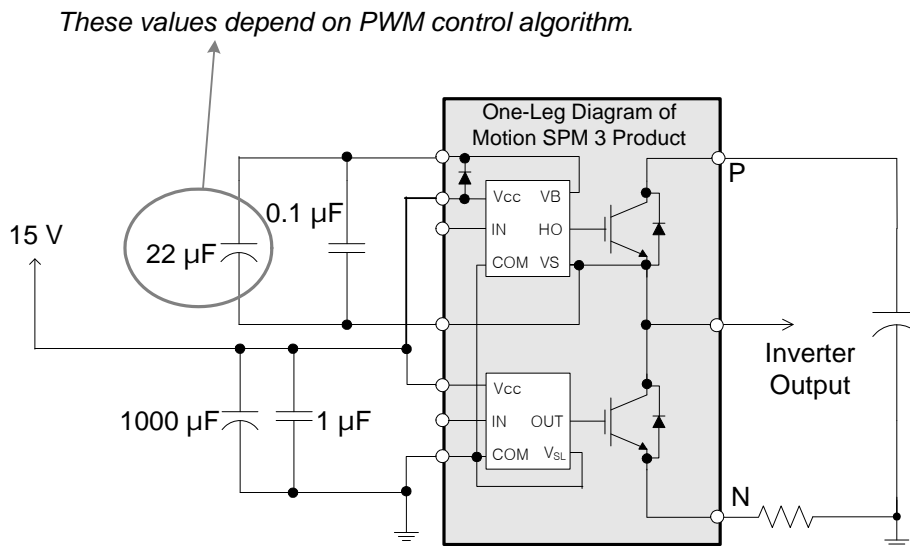 These values depend on PWM control algorithm.
One-Leg Diagram of
Motion SPM 3 Product
P
Vcc
VB
0.1 µF
IN
HO
15 V
22 µF
COM
VS
Inverter
Output
Vcc
1000 µF
1 µF
IN
OUT
COM
VSL
N